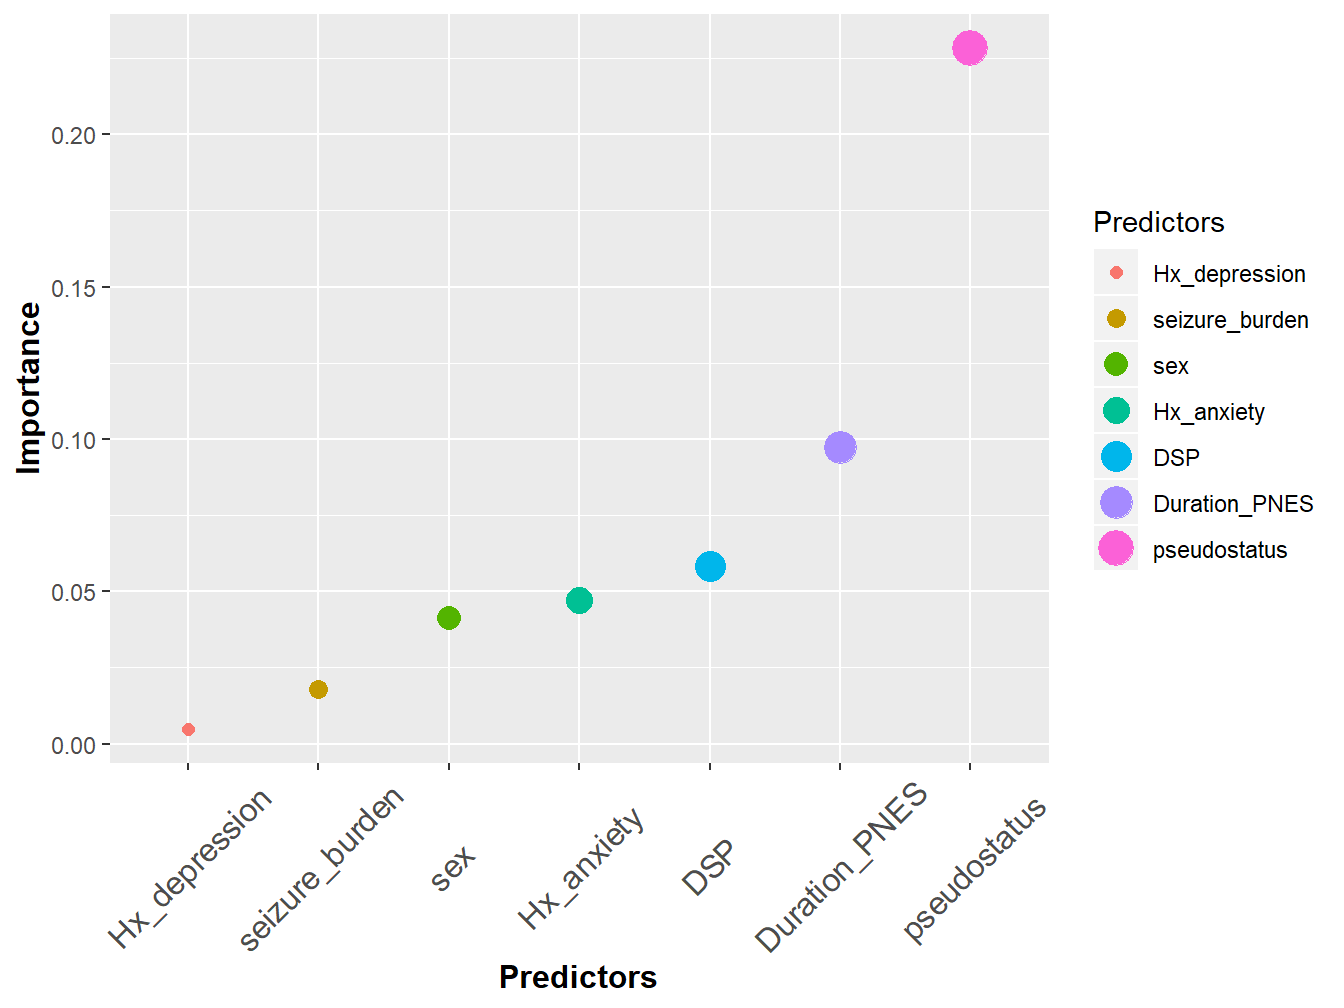 Importance
0.20
0.15
0.10
0.05
0.00
Hx_depression
seizure_burden
sex
Hx_anxiety
DSP
Duration_PNES
pseudostatus
Predictors
Predictors
Hx_depression
seizure_burden
sex
Hx_anxiety
DSP
Duration_PNES
pseudostatus